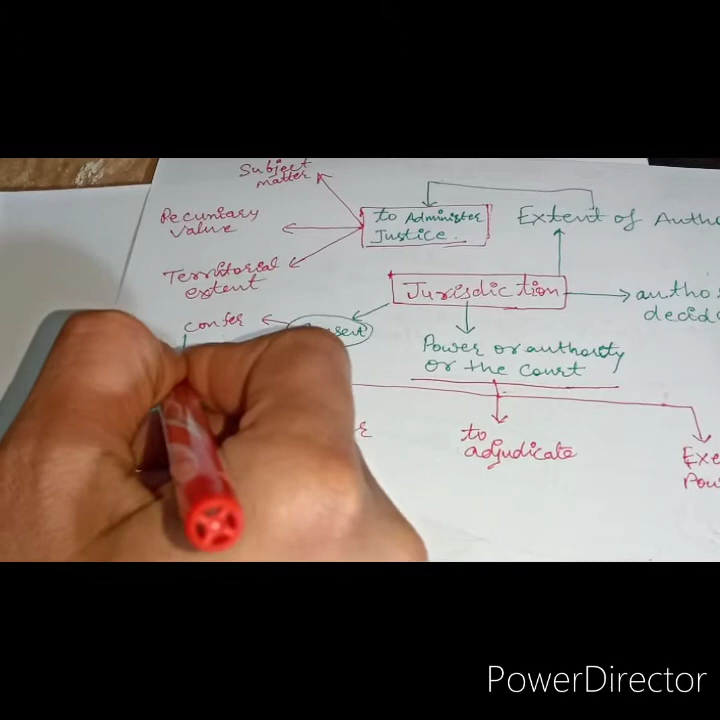 Subject
matter
Pecuniary
value
to Administer
Justice.
Extent of
Territorial
extent
Jurisdiction
confer
Power or authority
or the Court
to
adjudicate
PowerDirector